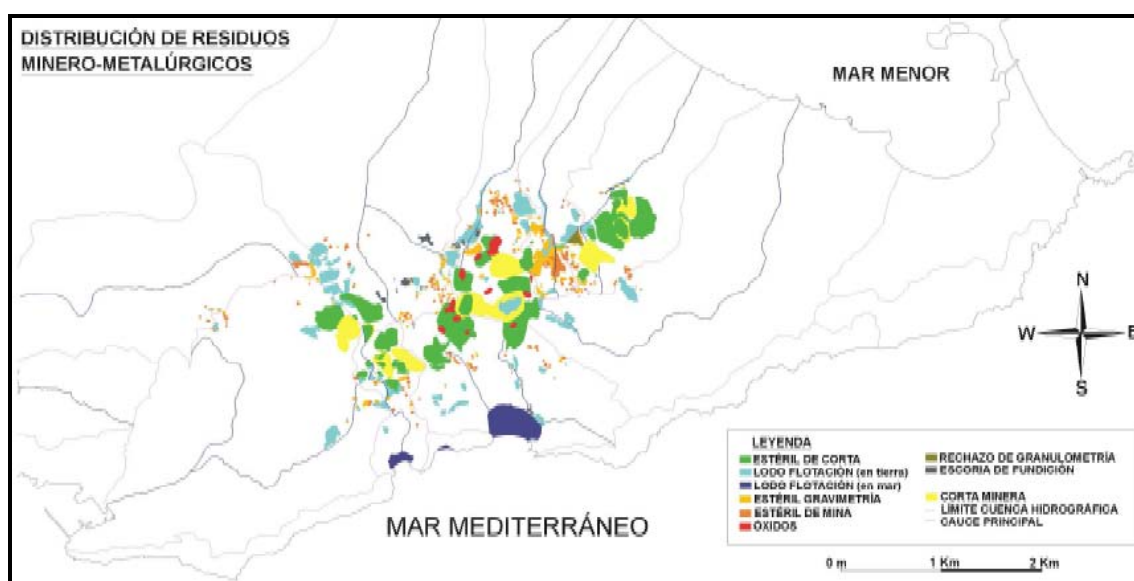 DISTRIBUCIÓN DE RESIDUOS
MINERO-METALÚRGICOS
MAR MENOR
N
W
E
S
MAR MEDITERRÁNEO
LEYENDA
ESTÉRIL DE CORTA
LODO FLOTACIÓN (en tierra)
LODO FLOTACIÓN (en mar)
ESTÉRIL GRAVIMETRÍA
ESTÉRIL DE MINA
ÓXIDOS
RECHAZO DE GRANULOMETRÍA
ESCORIA DE FUNDICIÓN
CORTA MINERA
LÍMITE CUENCA HIDROGRÁFICA
CAUCE PRINCIPAL
0 m 1 Km 2 Km